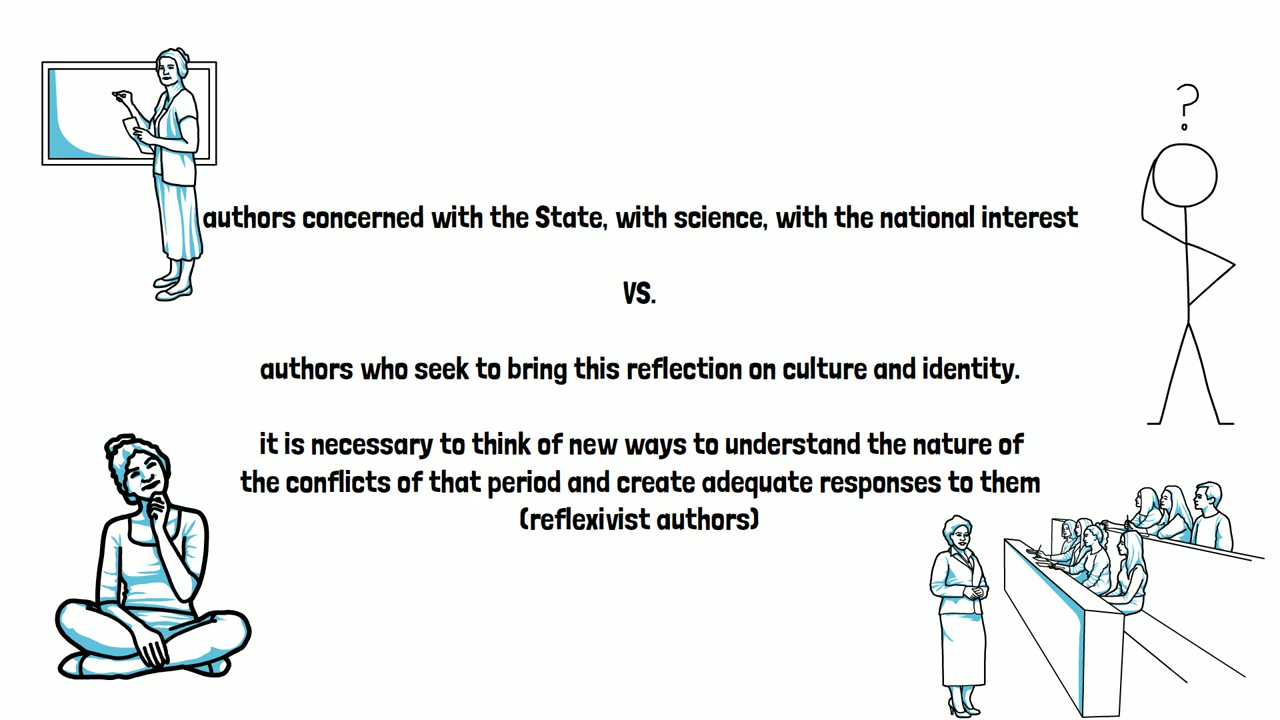 ?
authors concerned with the State, with science, with the national interest
VS.
authors who seek to bring this reflection on culture and identity.
it is necessary to think of new ways to understand the nature of
the conflicts of that period and create adequate responses to them
(reflexivist authors)